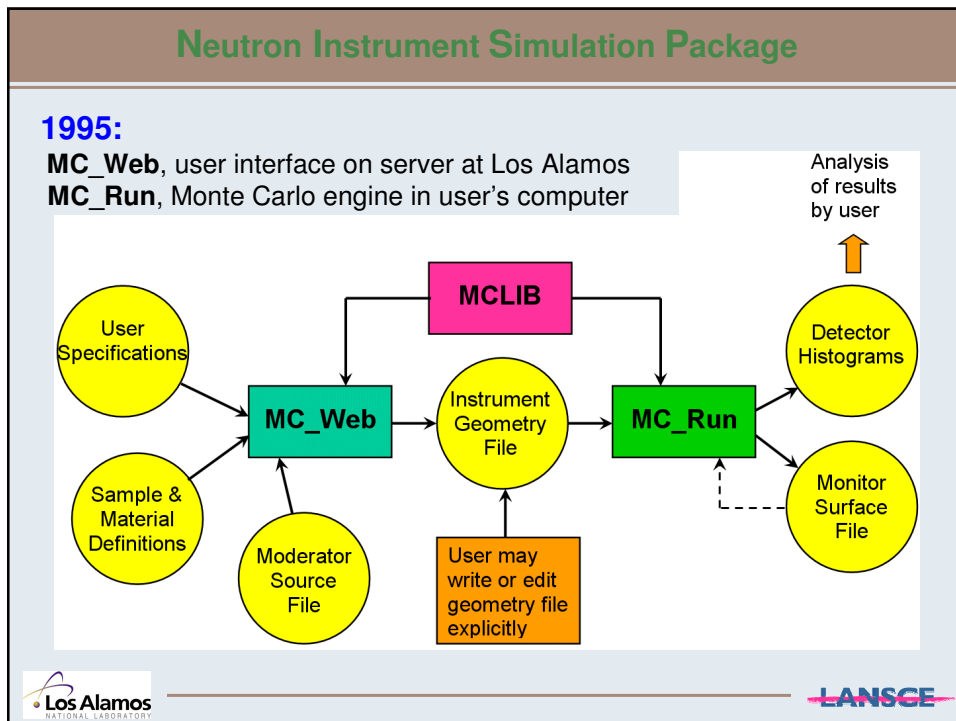 Neutron Instrument Simulation Package
1995:
MC_Web, user interface on server at Los Alamos
MC_Run, Monte Carlo engine in user's computer
Analysis
of results
by user
MCLIB
User
Specifications
Detector
Histograms
MC_Web
Instrument
Geometry
File
MC_Run
Sample &
Material
Definitions
Moderator
Source
File
User may
write or edit
geometry file
explicitly
Monitor
Surface
File
Los Alamos
NATIONAL LABORATORY
LANSCE